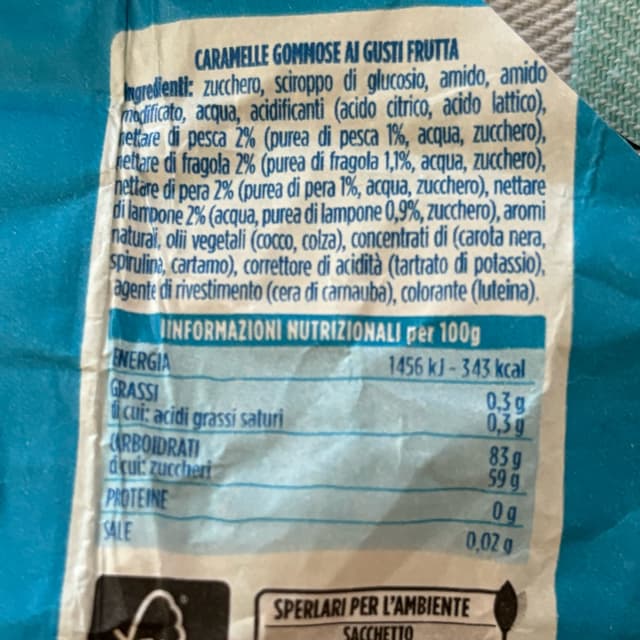 CARAMELLE GOMMOSE AI GUSTI FRUTTA
Ingredienti: zucchero, sciroppo di glucosio, amido, amido
modificato, acqua, acidificanti (acido citrico, acido lattico),
nettare di pesca 2% (purea di pesca 1%, acqua, zucchero),
nettare di fragola 2% (purea di fragola 1,1%, acqua, zucchero),
nettare di pera 2% (purea di pera 1%, acqua, zucchero), nettare
di lampone 2% (acqua, purea di lampone 0,9%, zucchero), aromi
naturali, olii vegetali (cocco, colza), concentrati di (carota nera,
spirulina, cartamo), correttore di acidità (tartrato di potassio),
agente di rivestimento (cera di carnauba), colorante (luteina).
INFORMAZIONI NUTRIZIONALI per 100g
ENERGIA 1456 kJ - 343 kcal
GRASSI 0,3 g
di cui: acidi grassi saturi 0,3 g
CARBOIDRATI 83 g
di cui: zuccheri 59 g
PROTEINE 0 g
SALE 0,02 g
SPERLARI PER L'AMBIENTE
SACCHETTO